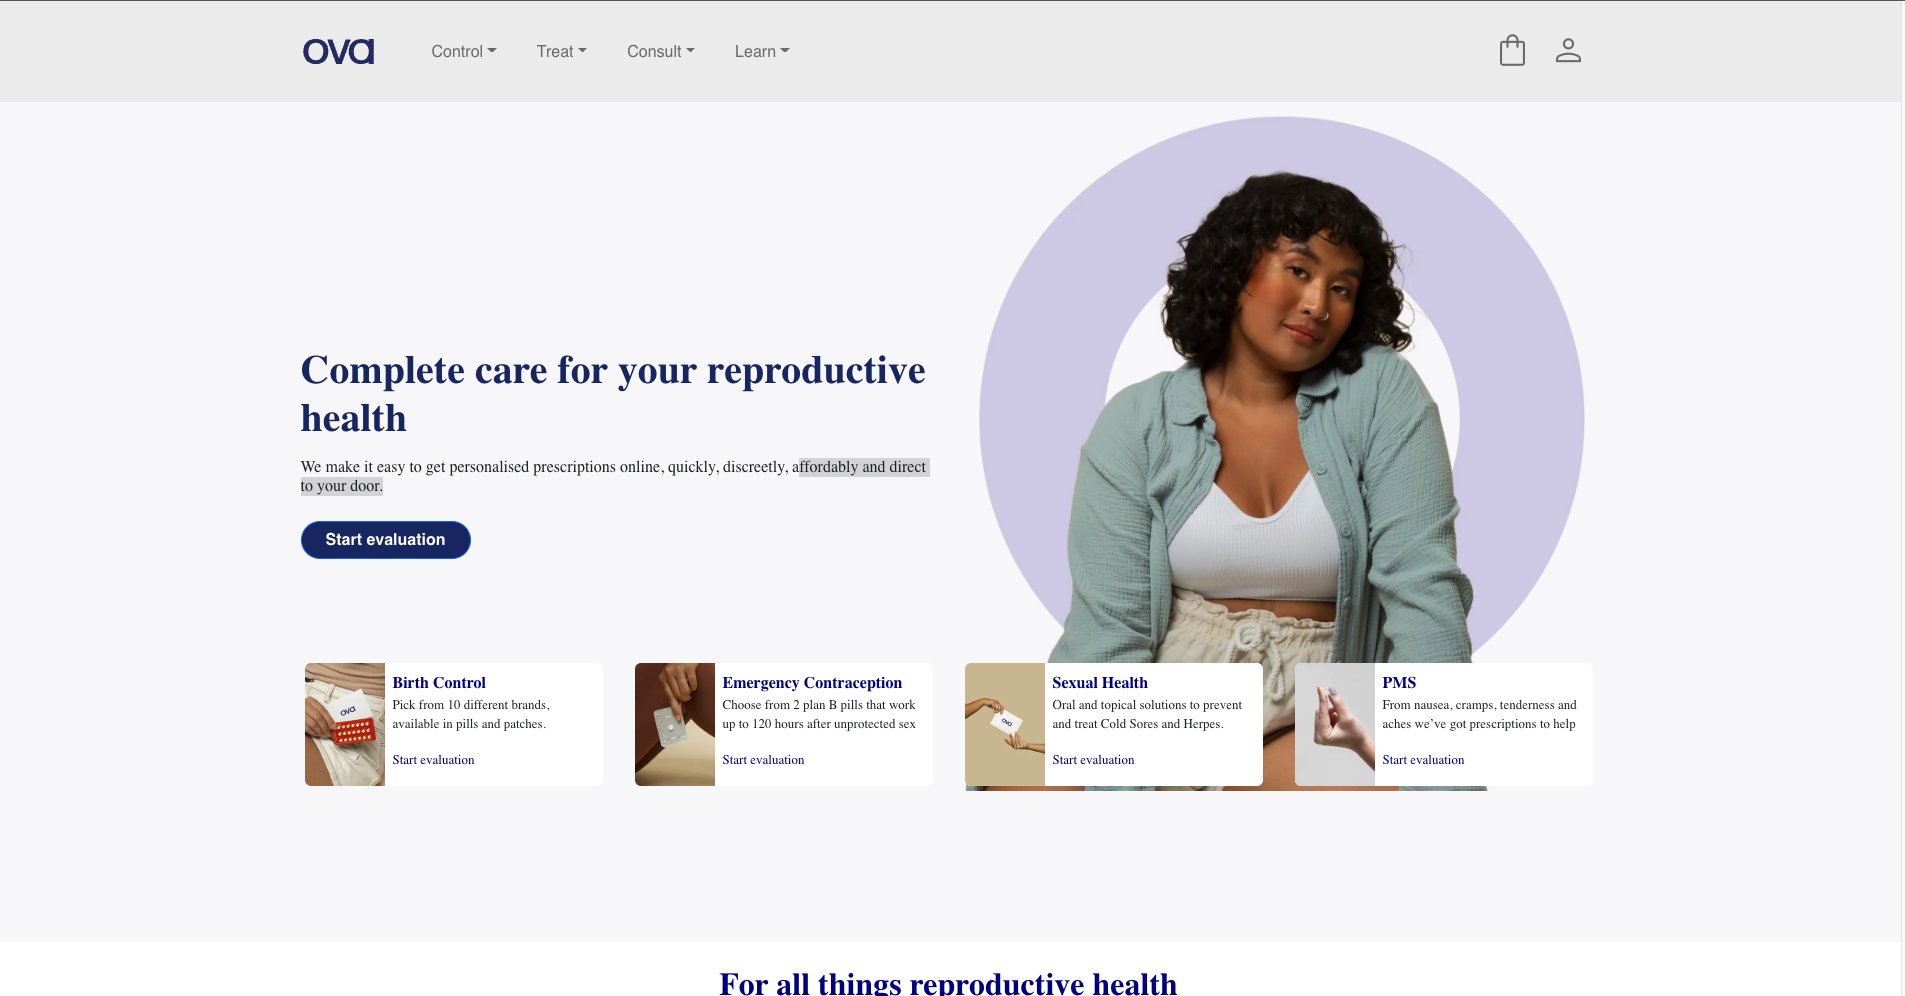 ova
Control
Treat
Consult
Learn
Complete care for your reproductive
health
We make it easy to get personalised prescriptions online, quickly, discreetly, affordably and direct
to your door.
Start evaluation
ova
Birth Control
Pick from 10 different brands,
available in pills and patches.
Start evaluation
Emergency Contraception
Choose from 2 plan B pills that work
up to 120 hours after unprotected sex
Start evaluation
ova
Sexual Health
Oral and topical solutions to prevent
and treat Cold Sores and Herpes.
Start evaluation
PMS
From nausea, cramps, tenderness and
aches we’ve got prescriptions to help
Start evaluation
For all things reproductive health